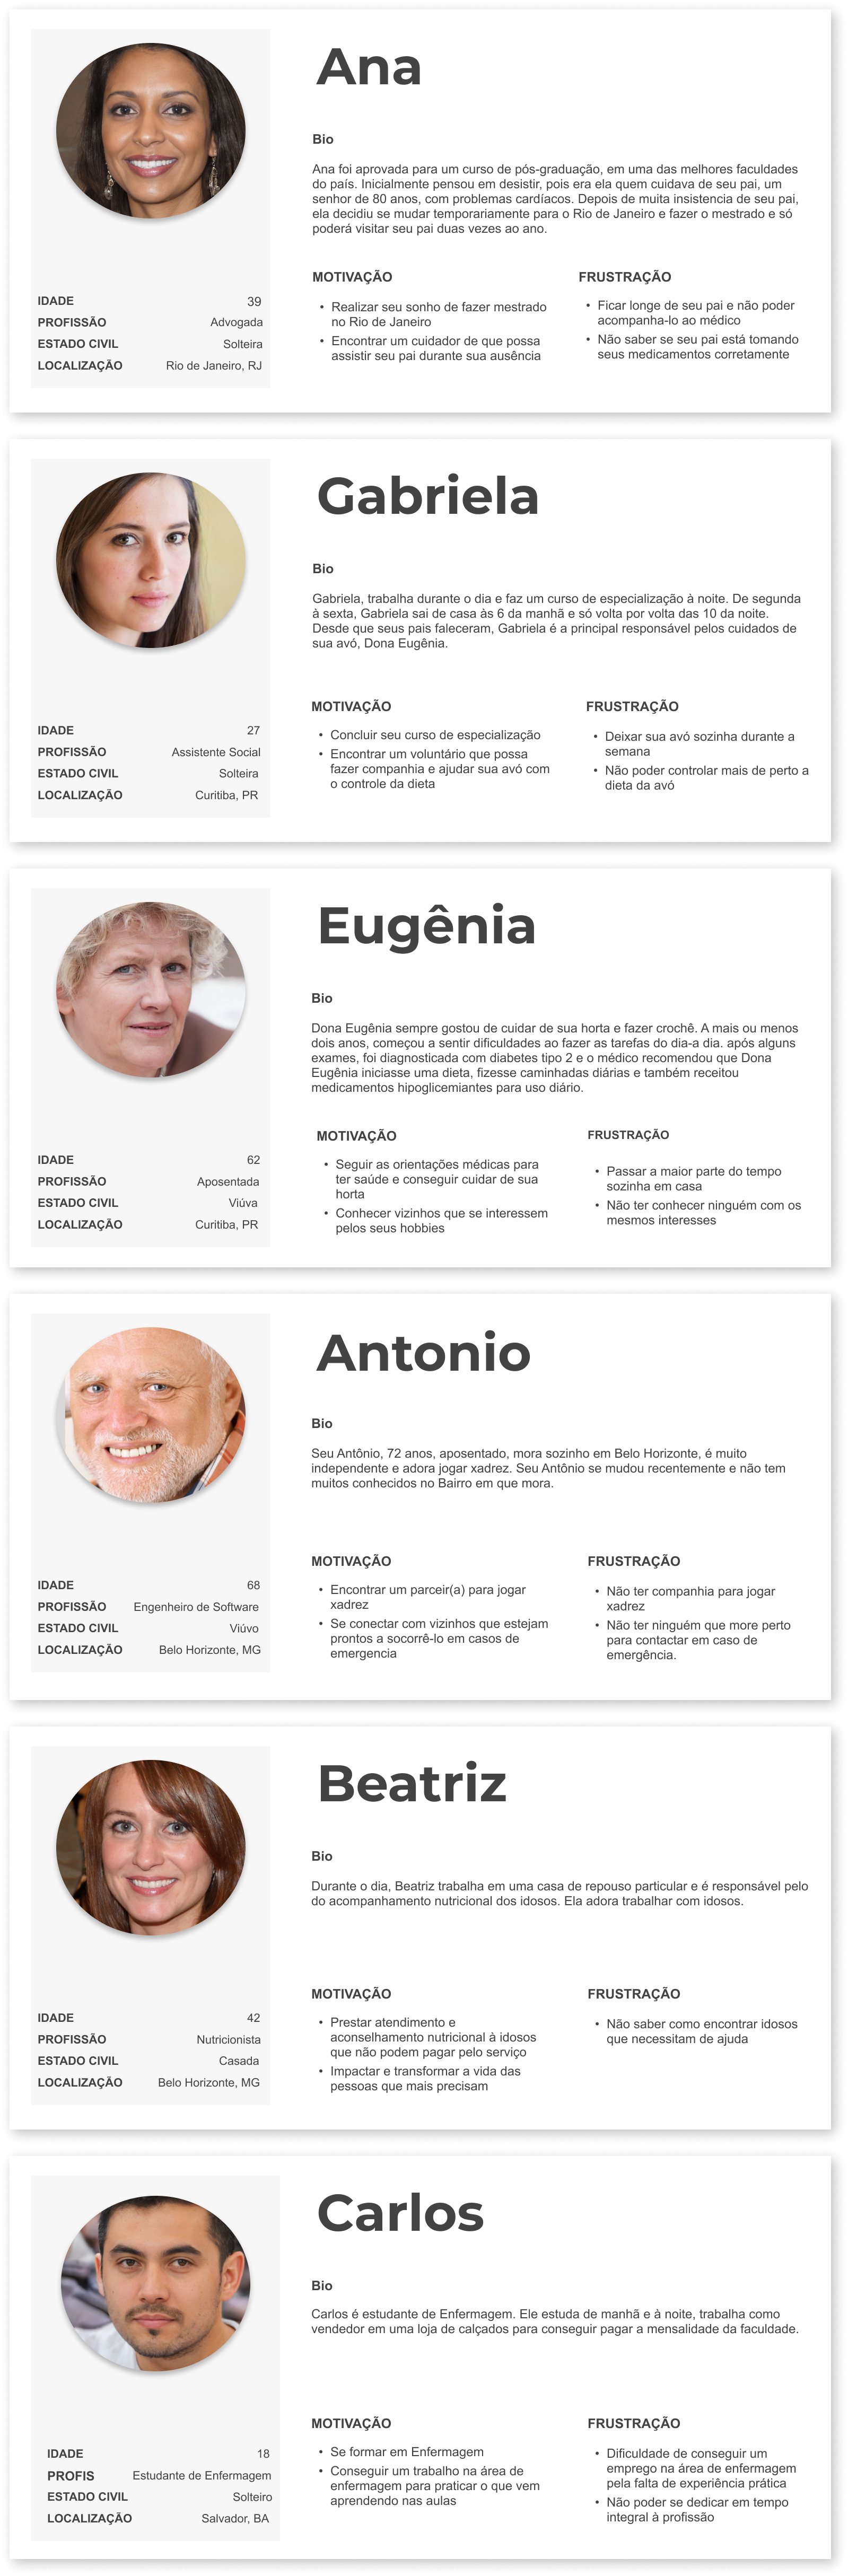 Ana
Bio
Ana foi aprovada para um curso de pós-graduação, em uma das melhores faculdades
do país. Inicialmente pensou em desistir, pois era ela quem cuidava de seu pai, um
senhor de 80 anos, com problemas cardíacos. Depois de muita insistencia de seu pai,
ela decidiu se mudar temporariamente para o Rio de Janeiro e fazer o mestrado e só
poderá visitar seu pai duas vezes ao ano.
IDADE 39
PROFISSÃO Advogada
ESTADO CIVIL Solteira
LOCALIZAÇÃO Rio de Janeiro, RJ
MOTIVAÇÃO
• Realizar seu sonho de fazer mestrado
no Rio de Janeiro
• Encontrar um cuidador de que possa
assistir seu pai durante sua ausência
FRUSTRAÇÃO
• Ficar longe de seu pai e não poder
acompanha-lo ao médico
• Não saber se seu pai está tomando
seus medicamentos corretamente
Gabriela
Bio
Gabriela, trabalha durante o dia e faz um curso de especialização à noite. De segunda
à sexta, Gabriela sai de casa às 6 da manhã e só volta por volta das 10 da noite.
Desde que seus pais faleceram, Gabriela é a principal responsável pelos cuidados de
sua avó, Dona Eugênia.
IDADE 27
PROFISSÃO Assistente Social
ESTADO CIVIL Solteira
LOCALIZAÇÃO Curitiba, PR
MOTIVAÇÃO
• Concluir seu curso de especialização
• Encontrar um voluntário que possa
fazer companhia e ajudar sua avó com
o controle da dieta
FRUSTRAÇÃO
• Deixar sua avó sozinha durante a
semana
• Não poder controlar mais de perto a
dieta da avó
Eugênia
Bio
Dona Eugênia sempre gostou de cuidar de sua horta e fazer crochê. A mais ou menos
dois anos, começou a sentir dificuldades ao fazer as tarefas do dia-a dia. após alguns
exames, foi diagnosticada com diabetes tipo 2 e o médico recomendou que Dona
Eugênia iniciasse uma dieta, fizesse caminhadas diárias e também receitou
medicamentos hipoglicemiantes para uso diário.
IDADE 62
PROFISSÃO Aposentada
ESTADO CIVIL Viúva
LOCALIZAÇÃO Curitiba, PR
MOTIVAÇÃO
• Seguir as orientações médicas para
ter saúde e conseguir cuidar de sua
horta
• Conhecer vizinhos que se interessem
pelos seus hobbies
FRUSTRAÇÃO
• Passar a maior parte do tempo
sozinha em casa
• Não ter conhecer ninguém com os
mesmos interesses
Antonio
Bio
Seu Antônio, 72 anos, aposentado, mora sozinho em Belo Horizonte, é muito
independente e adora jogar xadrez. Seu Antônio se mudou recentemente e não tem
muitos conhecidos no Bairro em que mora.
IDADE 68
PROFISSÃO Engenheiro de Software
ESTADO CIVIL Viúvo
LOCALIZAÇÃO Belo Horizonte, MG
MOTIVAÇÃO
• Encontrar um parceir(a) para jogar
xadrez
• Se conectar com vizinhos que estejam
prontos a socorrê-lo em casos de
emergencia
FRUSTRAÇÃO
• Não ter companhia para jogar
xadrez
• Não ter ninguém que more perto
para contactar em caso de
emergência.
Beatriz
Bio
Durante o dia, Beatriz trabalha em uma casa de repouso particular e é responsável pelo
do acompanhamento nutricional dos idosos. Ela adora trabalhar com idosos.
IDADE 42
PROFISSÃO Nutricionista
ESTADO CIVIL Casada
LOCALIZAÇÃO Belo Horizonte, MG
MOTIVAÇÃO
• Prestar atendimento e
aconselhamento nutricional à idosos
que não podem pagar pelo serviço
• Impactar e transformar a vida das
pessoas que mais precisam
FRUSTRAÇÃO
• Não saber como encontrar idosos
que necessitam de ajuda
Carlos
Bio
Carlos é estudante de Enfermagem. Ele estuda de manhã e à noite, trabalha como
vendedor em uma loja de calçados para conseguir pagar a mensalidade da faculdade.
IDADE 18
PROFIS Estudante de Enfermagem
ESTADO CIVIL Solteiro
LOCALIZAÇÃO Salvador, BA
MOTIVAÇÃO
• Se formar em Enfermagem
• Conseguir um trabalho na área de
enfermagem para praticar o que vem
aprendendo nas aulas
FRUSTRAÇÃO
• Dificuldade de conseguir um
emprego na área de enfermagem
pela falta de experiência prática
• Não poder se dedicar em tempo
integral à profissão